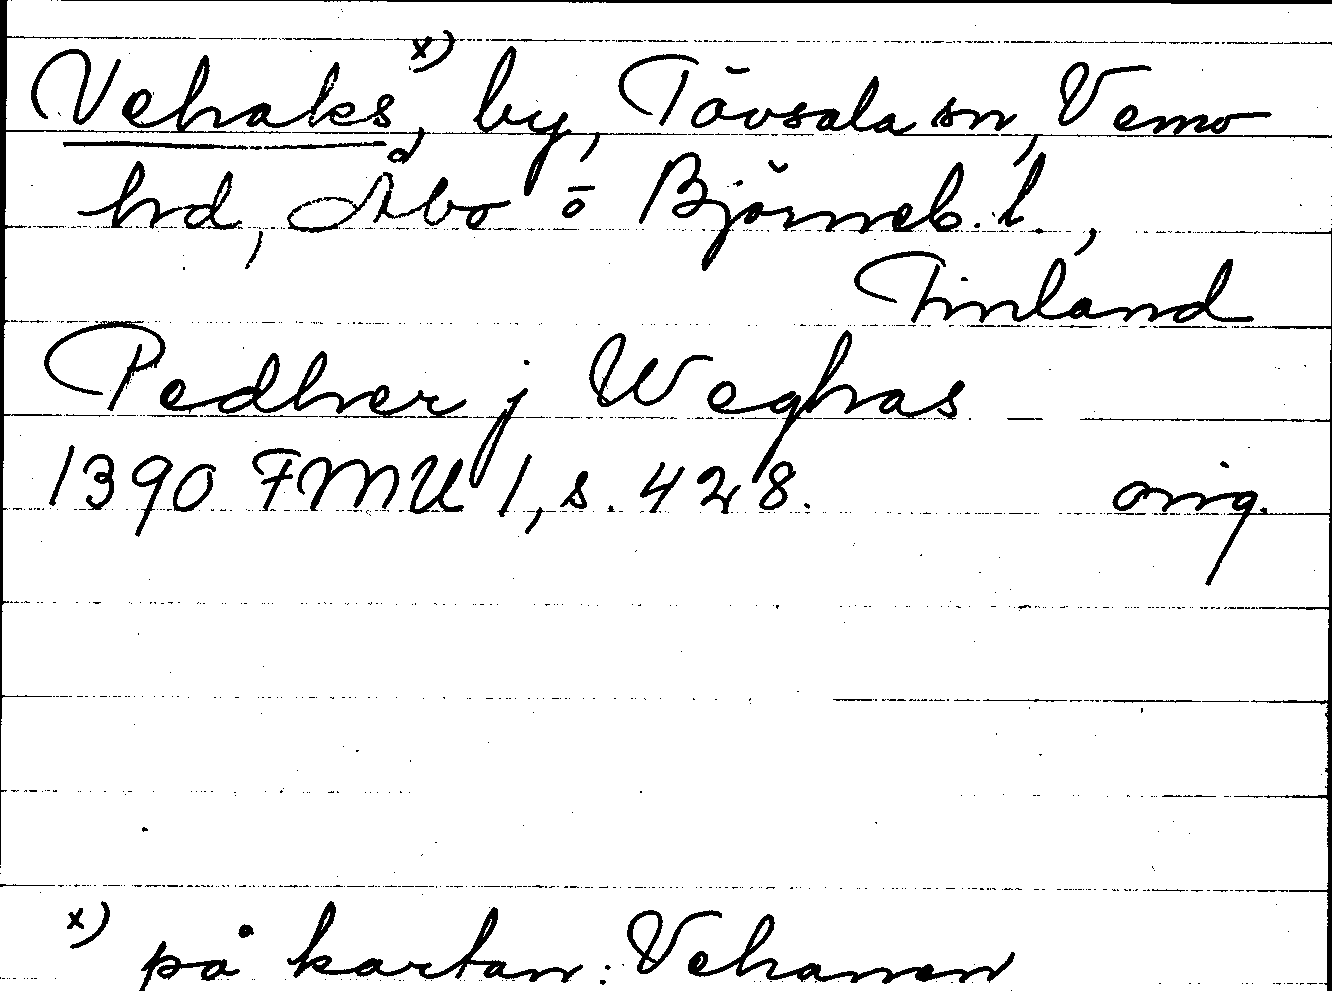 Vehaks x), by, Tövsala sn, Vemo
hd, Åbo o Björneb. l.,
Finland
Pedher j Weghas
1390 FMU 1, s. 428. orig.
x) på kartan: Vehanen